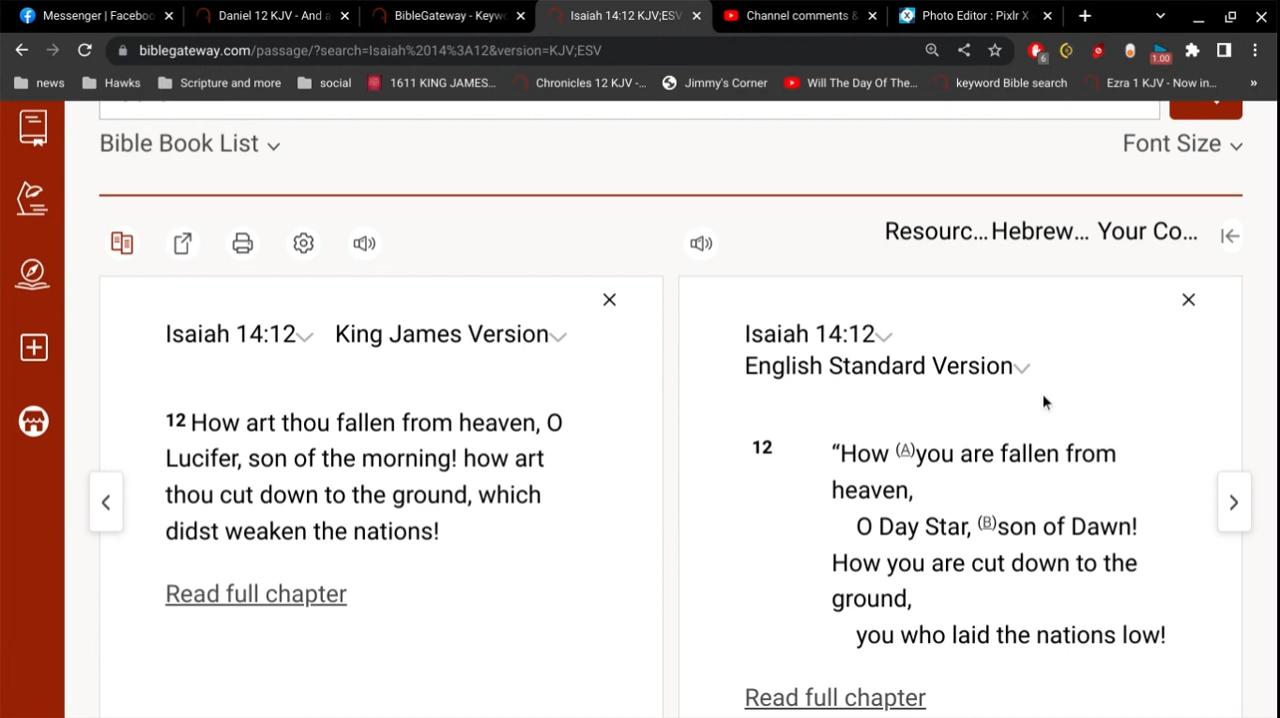 Messenger | Faceboo
Daniel 12 KJV - And a
BibleGateway - Keywo
Isaiah 14:12 KJV;ESV
Channel comments &
Photo Editor : Pixlr X
biblegateway.com/passage/?search=Isaiah%2014%3A12&version=KJV;ESV
6
1.00
news
Hawks
Scripture and more
social
1611 KING JAMES...
Chronicles 12 KJV -...
Jimmy's Corner
Will The Day Of The...
keyword Bible search
Ezra 1 KJV - Now in...
»
Bible Book List
Font Size
Resourc... Hebrew... Your Co...
Isaiah 14:12 King James Version
12 How art thou fallen from heaven, O
Lucifer, son of the morning! how art
thou cut down to the ground, which
didst weaken the nations!
Read full chapter
Isaiah 14:12
English Standard Version
12 “How (A)you are fallen from
heaven,
O Day Star, (B)son of Dawn!
How you are cut down to the
ground,
you who laid the nations low!
Read full chapter